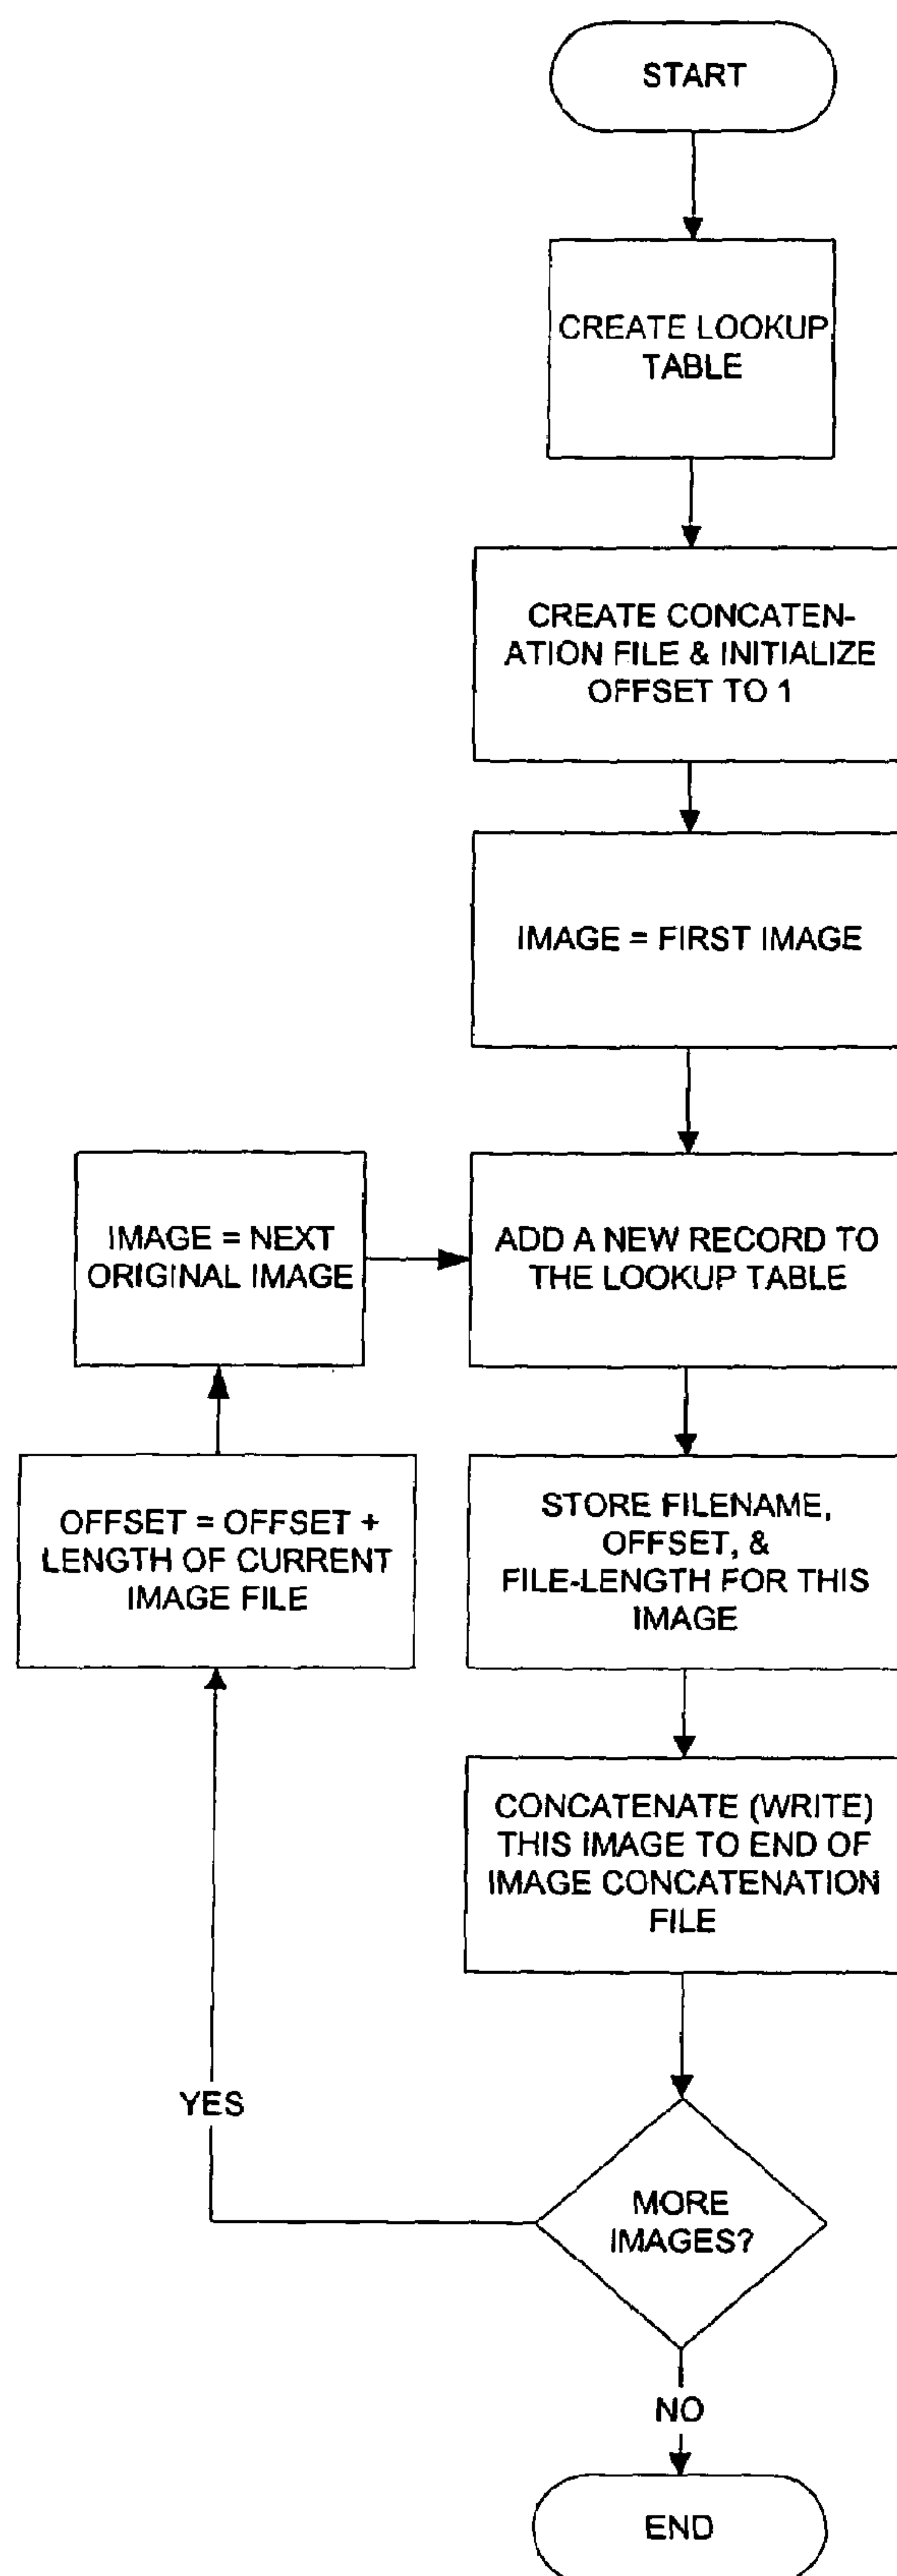 START
CREATE LOOKUP
TABLE
CREATE CONCATEN-
ATION FILE & INITIALIZE
OFFSET TO 1
IMAGE = FIRST IMAGE
IMAGE = NEXT
ORIGINAL IMAGE
ADD A NEW RECORD TO
THE LOOKUP TABLE
OFFSET = OFFSET +
LENGTH OF CURRENT
IMAGE FILE
STORE FILENAME,
OFFSET, &
FILE-LENGTH FOR THIS
IMAGE
CONCATENATE (WRITE)
THIS IMAGE TO END OF
IMAGE CONCATENATION
FILE
YES
MORE
IMAGES?
NO
END